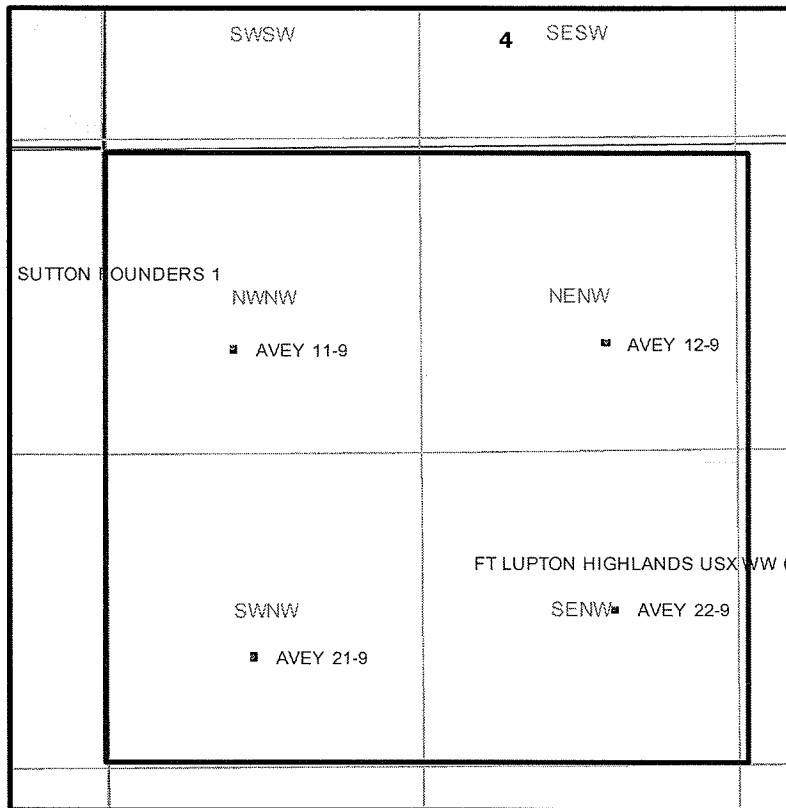 SWSW
4
SESW
SUTTON FOUNDERS 1
NWNW
NENW
AVEY 11-9
AVEY 12-9
FT LUPTON HIGHLANDS USX WW
SWNW
SENW
AVEY 22-9
AVEY 21-9